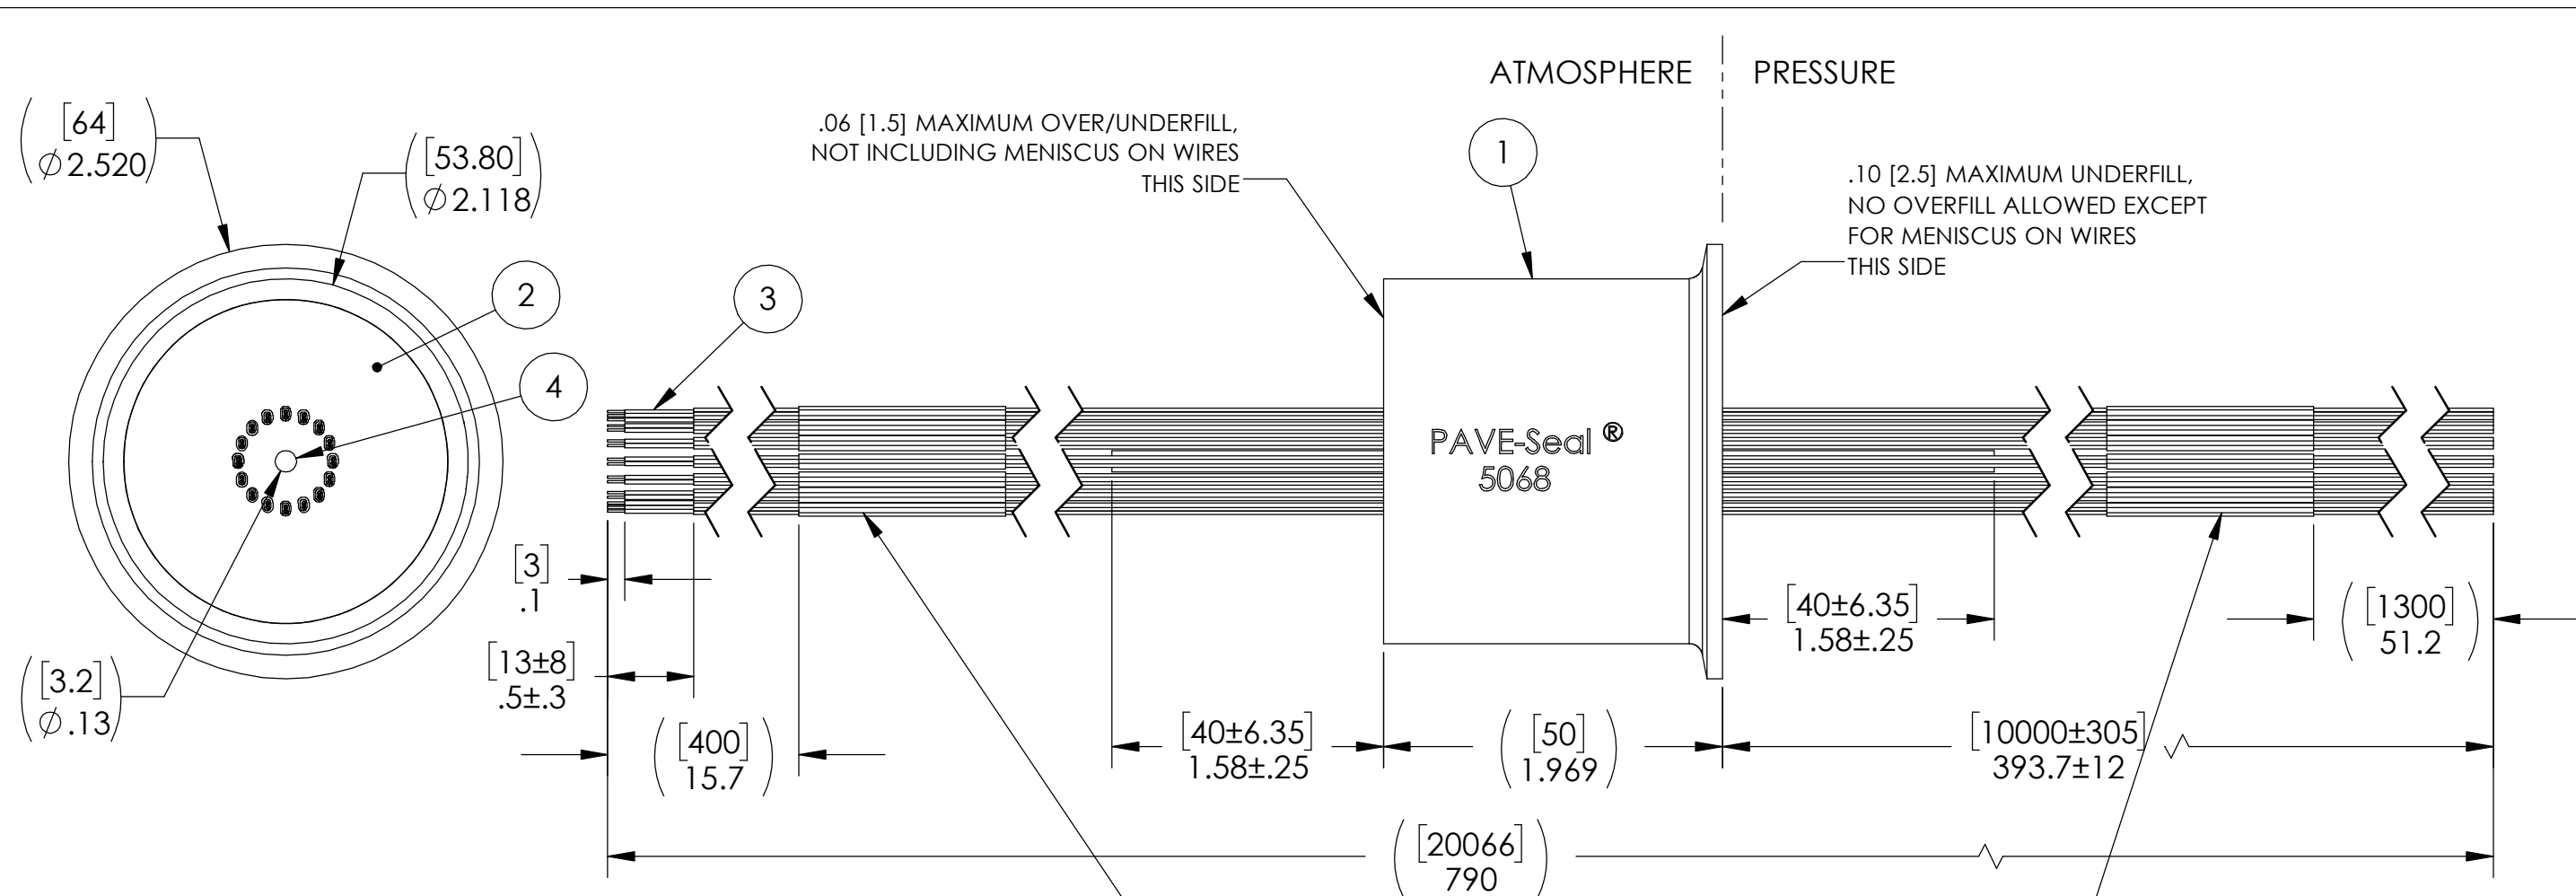 ATMOSPHERE
PRESSURE
[64]
Ø2.520
[53.80]
Ø2.118
.06 [1.5] MAXIMUM OVER/UNDERFILL,
NOT INCLUDING MENISCUS ON WIRES
THIS SIDE
1
.10 [2.5] MAXIMUM UNDERFILL,
NO OVERFILL ALLOWED EXCEPT
FOR MENISCUS ON WIRES
THIS SIDE
2
3
4
PAVE-Seal ®
5068
[3]
.1
[13±8]
.5±.3
[3.2]
Ø.13
[400]
15.7
[40±6.35]
1.58±.25
[50]
1.969
[40±6.35]
1.58±.25
[1300]
51.2
[10000±305]
393.7±12
[20066]
790